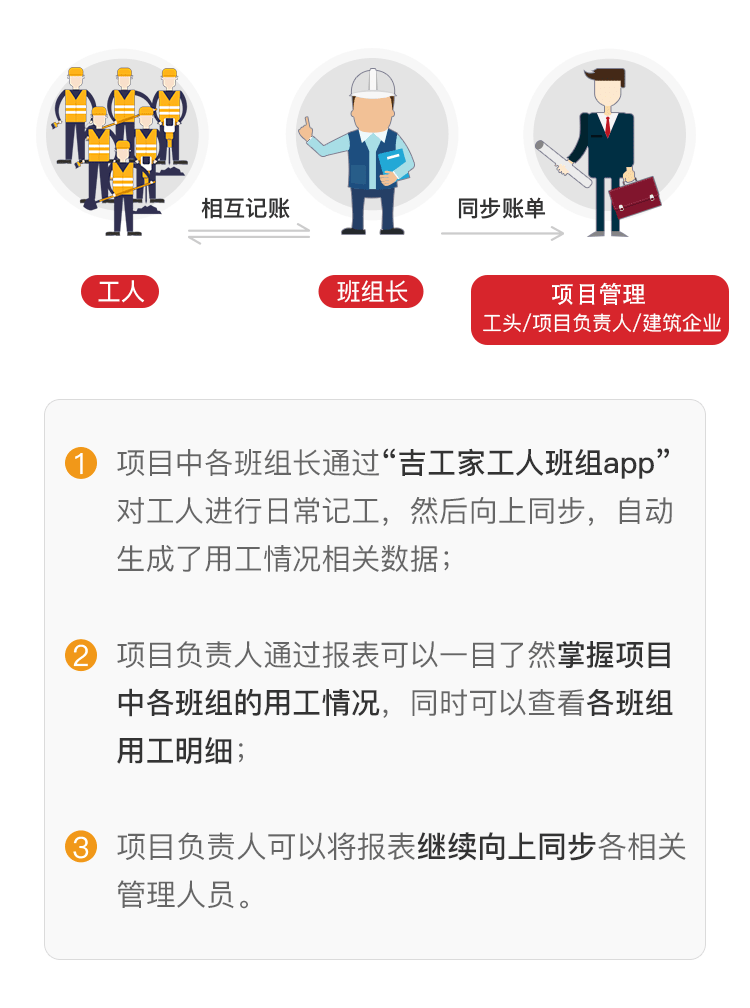 相互记账
同步账单
工人
班组长
项目管理
工头/项目负责人/建筑企业
1 项目中各班组长通过“吉工家工人班组app”
对工人进行日常记工，然后向上同步，自动
生成了用工情况相关数据；
2 项目负责人通过报表可以一目了然掌握项目
中各班组的用工情况，同时可以查看各班组
用工明细；
3 项目负责人可以将报表继续向上同步各相关
管理人员。